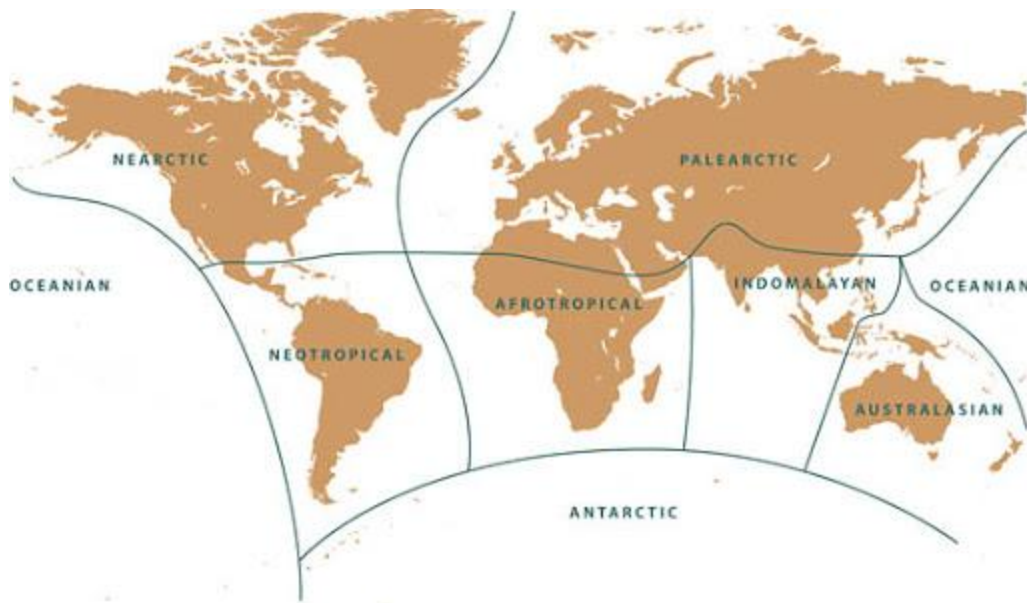 NEARCTIC
PALEARCTIC
OCEANIAN
INDOMALAYAN
OCEANIAN
AFROTROPICAL
NEOTROPICAL
AUSTRALASIAN
ANTARCTIC